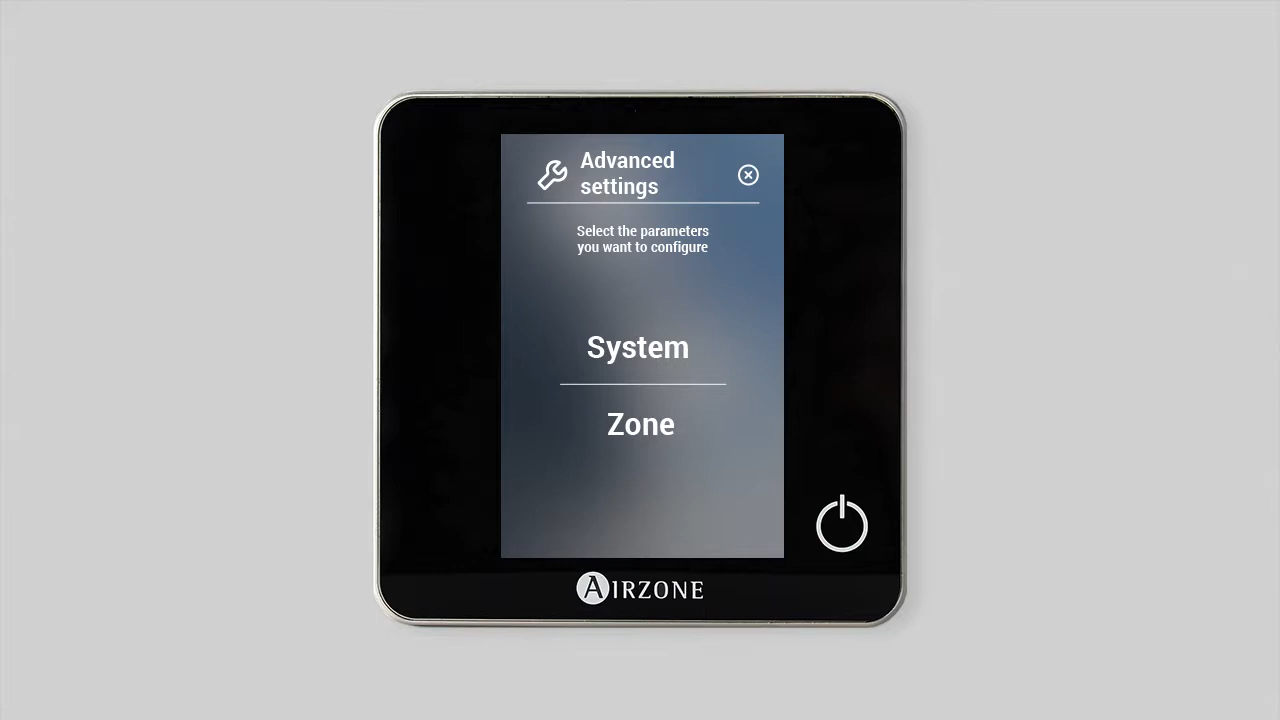 Advanced
settings
Select the parameters
you want to configure
System
Zone
AIRZONE